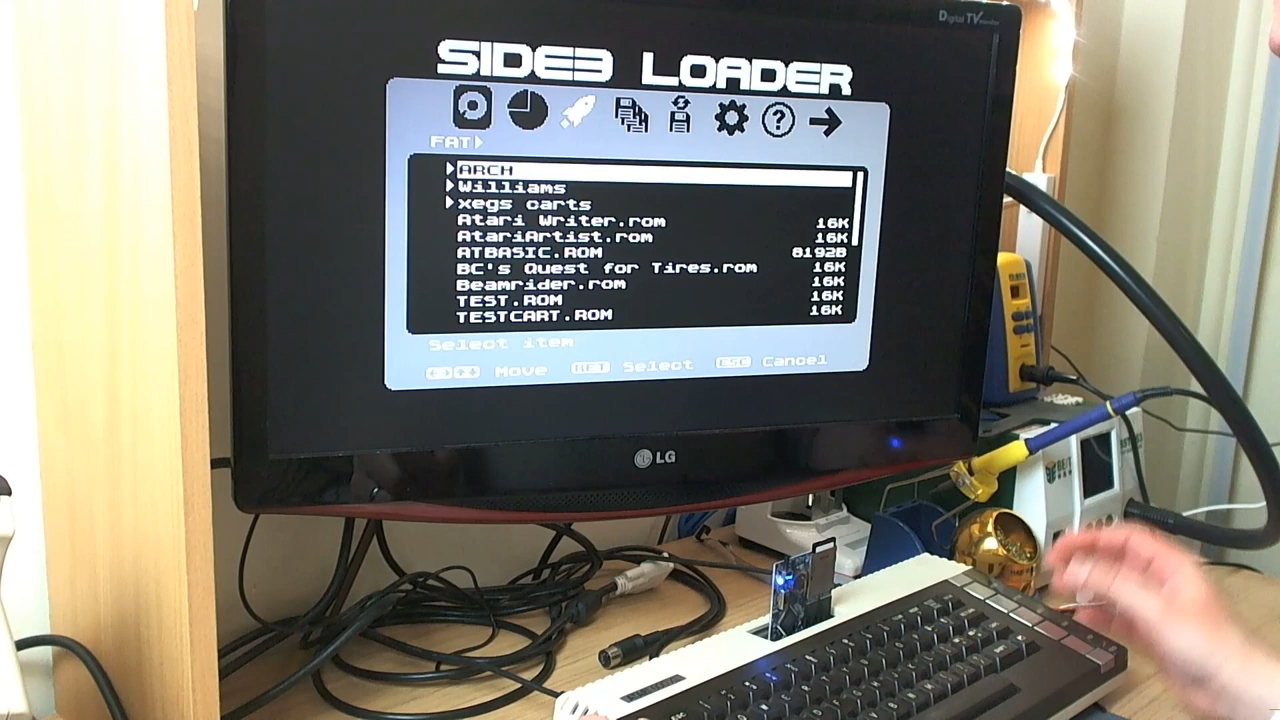 Digital TV monitor
SIDE3 LOADER
FAT
ARCH
Williams
xegs carts
Atari Writer.rom 16K
AtariArtist.rom 16K
ATBASIC.ROM 8192B
BC's Quest for Tires.rom 16K
Beamrider.rom 16K
TEST.ROM 16K
TESTCART.ROM 16K
Select item
Move RET Select ESC Cancel
LG